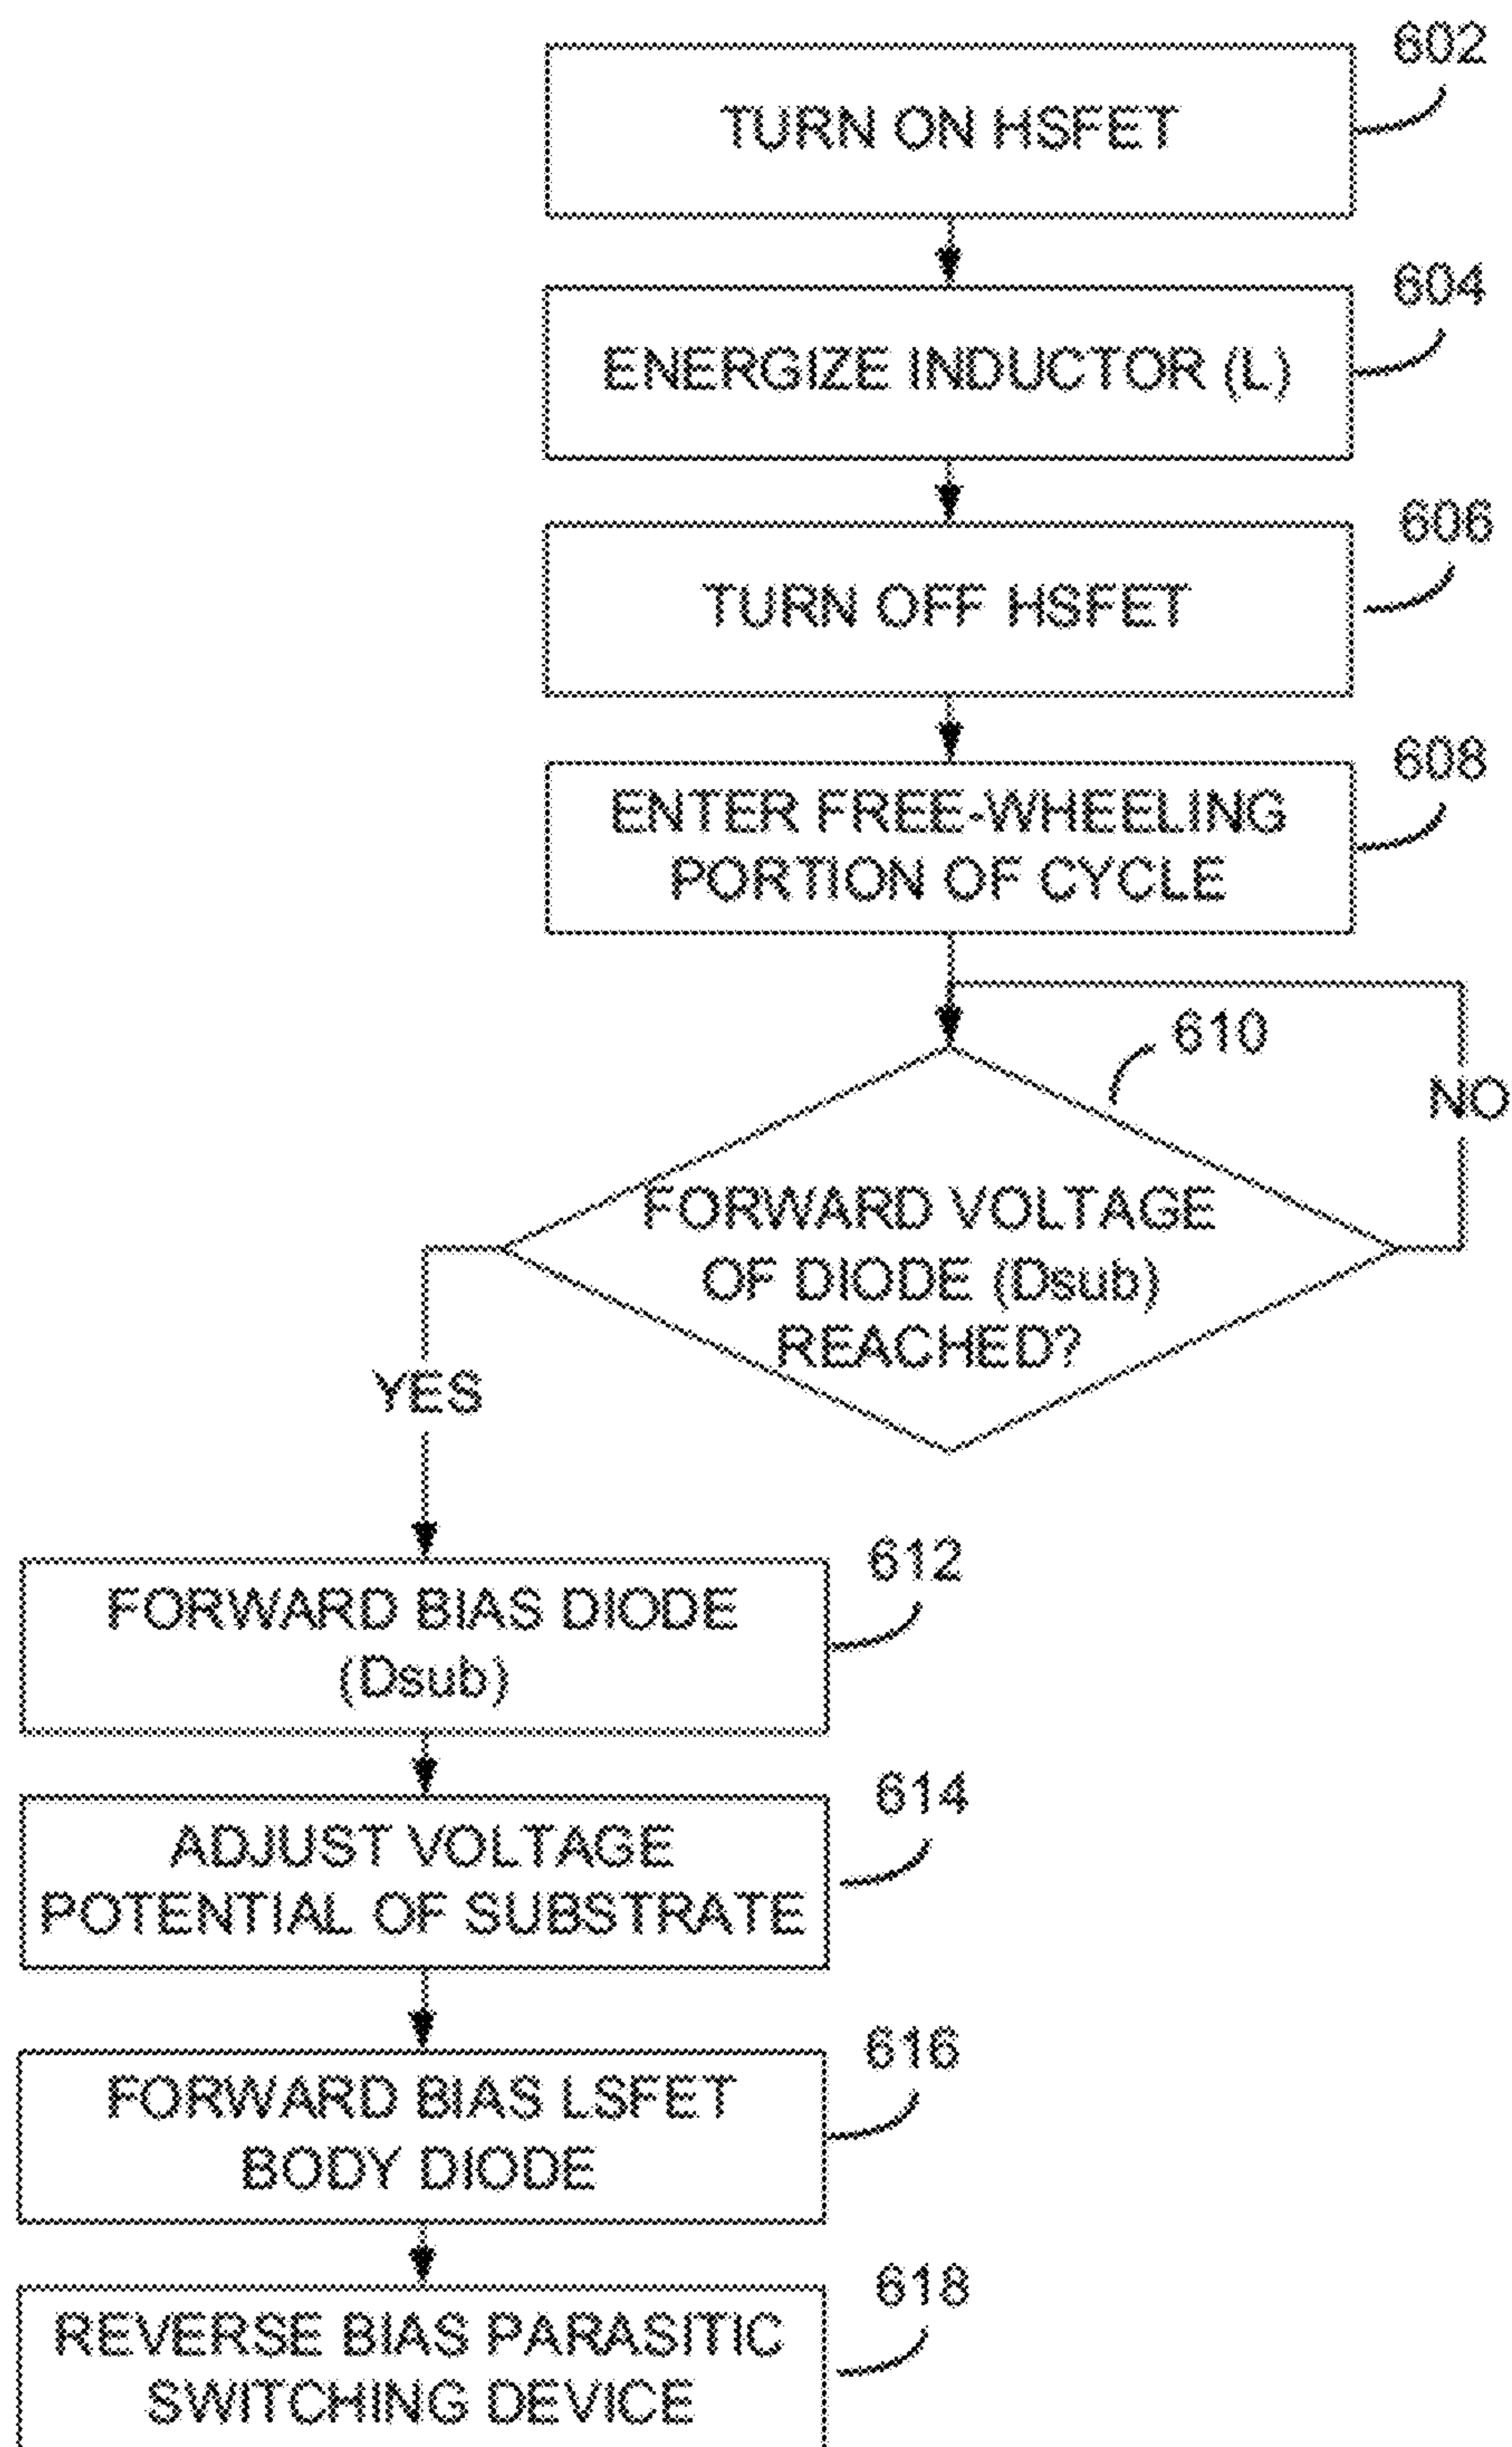 602
TURN ON HSFET
604
ENERGIZE INDUCTOR (L)
606
TURN OFF HSFET
608
ENTER FREE-WHEELING
PORTION OF CYCLE
610
NO
FORWARD VOLTAGE
OF DIODE (Dsub)
REACHED?
YES
612
FORWARD BIAS DIODE
(Dsub)
614
ADJUST VOLTAGE
POTENTIAL OF SUBSTRATE
616
FORWARD BIAS LSFET
BODY DIODE
618
REVERSE BIAS PARASITIC
SWITCHING DEVICE